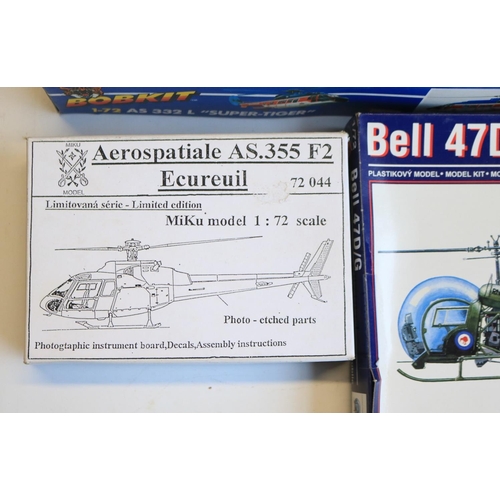 BOBKIT
1-72 AS 332 L "SUPER-TIGER"
MIKU
MODEL
Aerospatiale AS.355 F2
Ecureuil
72 044
Limitovaná série - Limited edition
MiKu model 1 : 72 scale
Photo - etched parts
Photogtaphic instrument board,Decals,Assembly instructions
Bell 47D/G
Bell 47D
PLASTIKOVÝ MODEL • MODEL KIT • MO